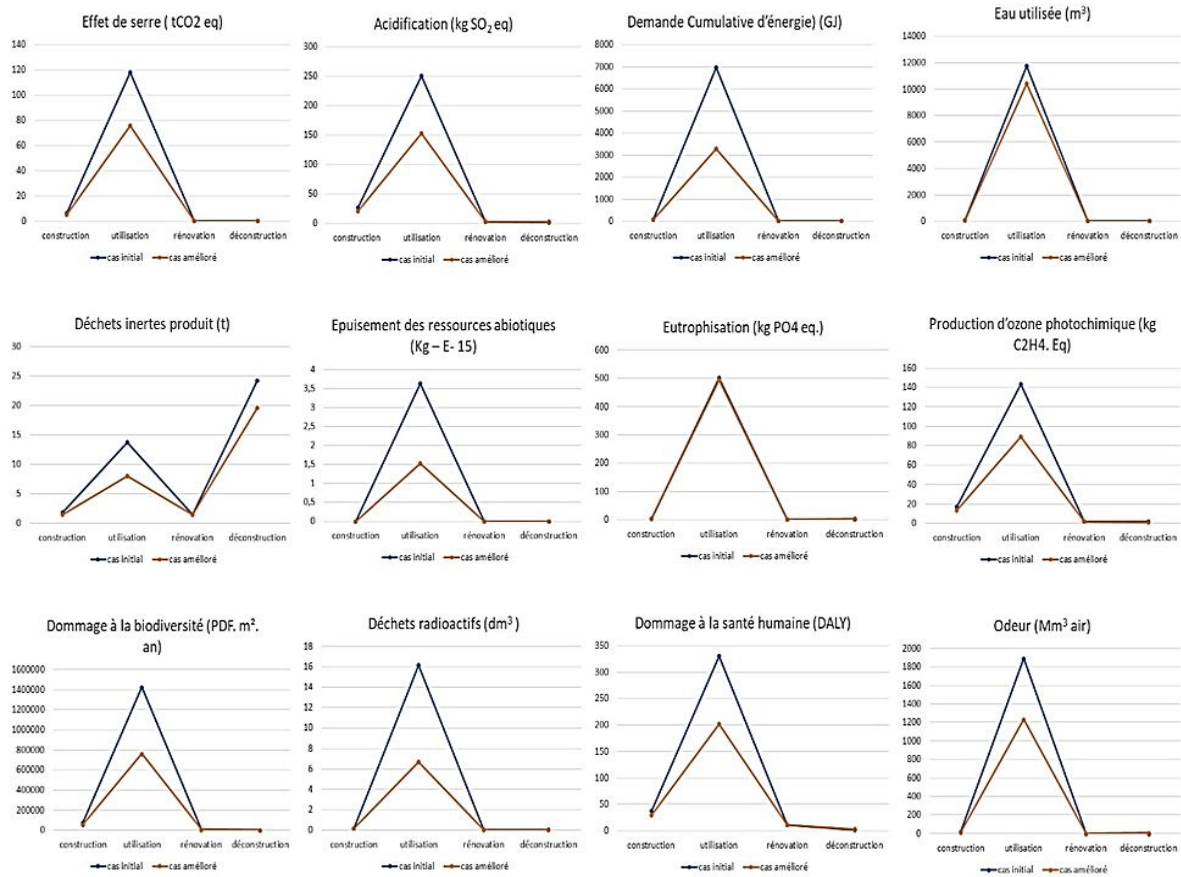 Effet de serre ( tCO2 eq)
140
120
100
80
60
40
20
0
construction utilisation rénovation déconstruction
cas initial cas amélioré
Acidification (kg SO₂ eq)
300
250
200
150
100
50
0
construction utilisation rénovation déconstruction
cas initial cas amélioré
Demande Cumulative d'énergie) (GJ)
8000
7000
6000
5000
4000
3000
2000
1000
0
construction utilisation rénovation déconstruction
cas initial cas amélioré
Eau utilisée (m³)
14000
12000
10000
8000
6000
4000
2000
0
construction utilisation rénovation déconstruction
cas initial cas amélioré
Déchets inertes produit (t)
30
25
20
15
10
5
0
construction utilisation rénovation déconstruction
cas initial cas amélioré
Epuisement des ressources abiotiques
(Kg – E- 15)
4
3,5
3
2,5
2
1,5
1
0,5
0
construction utilisation rénovation déconstruction
cas initial cas amélioré
Eutrophisation (kg PO4 eq.)
600
500
400
300
200
100
0
construction utilisation rénovation déconstruction
cas initial cas amélioré
Production d'ozone photochimique (kg
C2H4. Eq)
160
140
120
100
80
60
40
20
0
construction utilisation rénovation déconstruction
cas initial cas amélioré
Dommage à la biodiversité (PDF. m².
an)
1600000
1400000
1200000
1000000
800000
600000
400000
200000
0
construction utilisation rénovation déconstruction
cas initial cas amélioré
Déchets radioactifs (dm³ )
18
16
14
12
10
8
6
4
2
0
construction utilisation rénovation déconstruction
cas initial cas amélioré
Dommage à la santé humaine (DALY)
350
300
250
200
150
100
50
0
construction utilisation rénovation déconstruction
cas initial cas amélioré
Odeur (Mm³ air)
2000
1800
1600
1400
1200
1000
800
600
400
200
0
construction utilisation rénovation déconstruction
cas initial cas amélioré